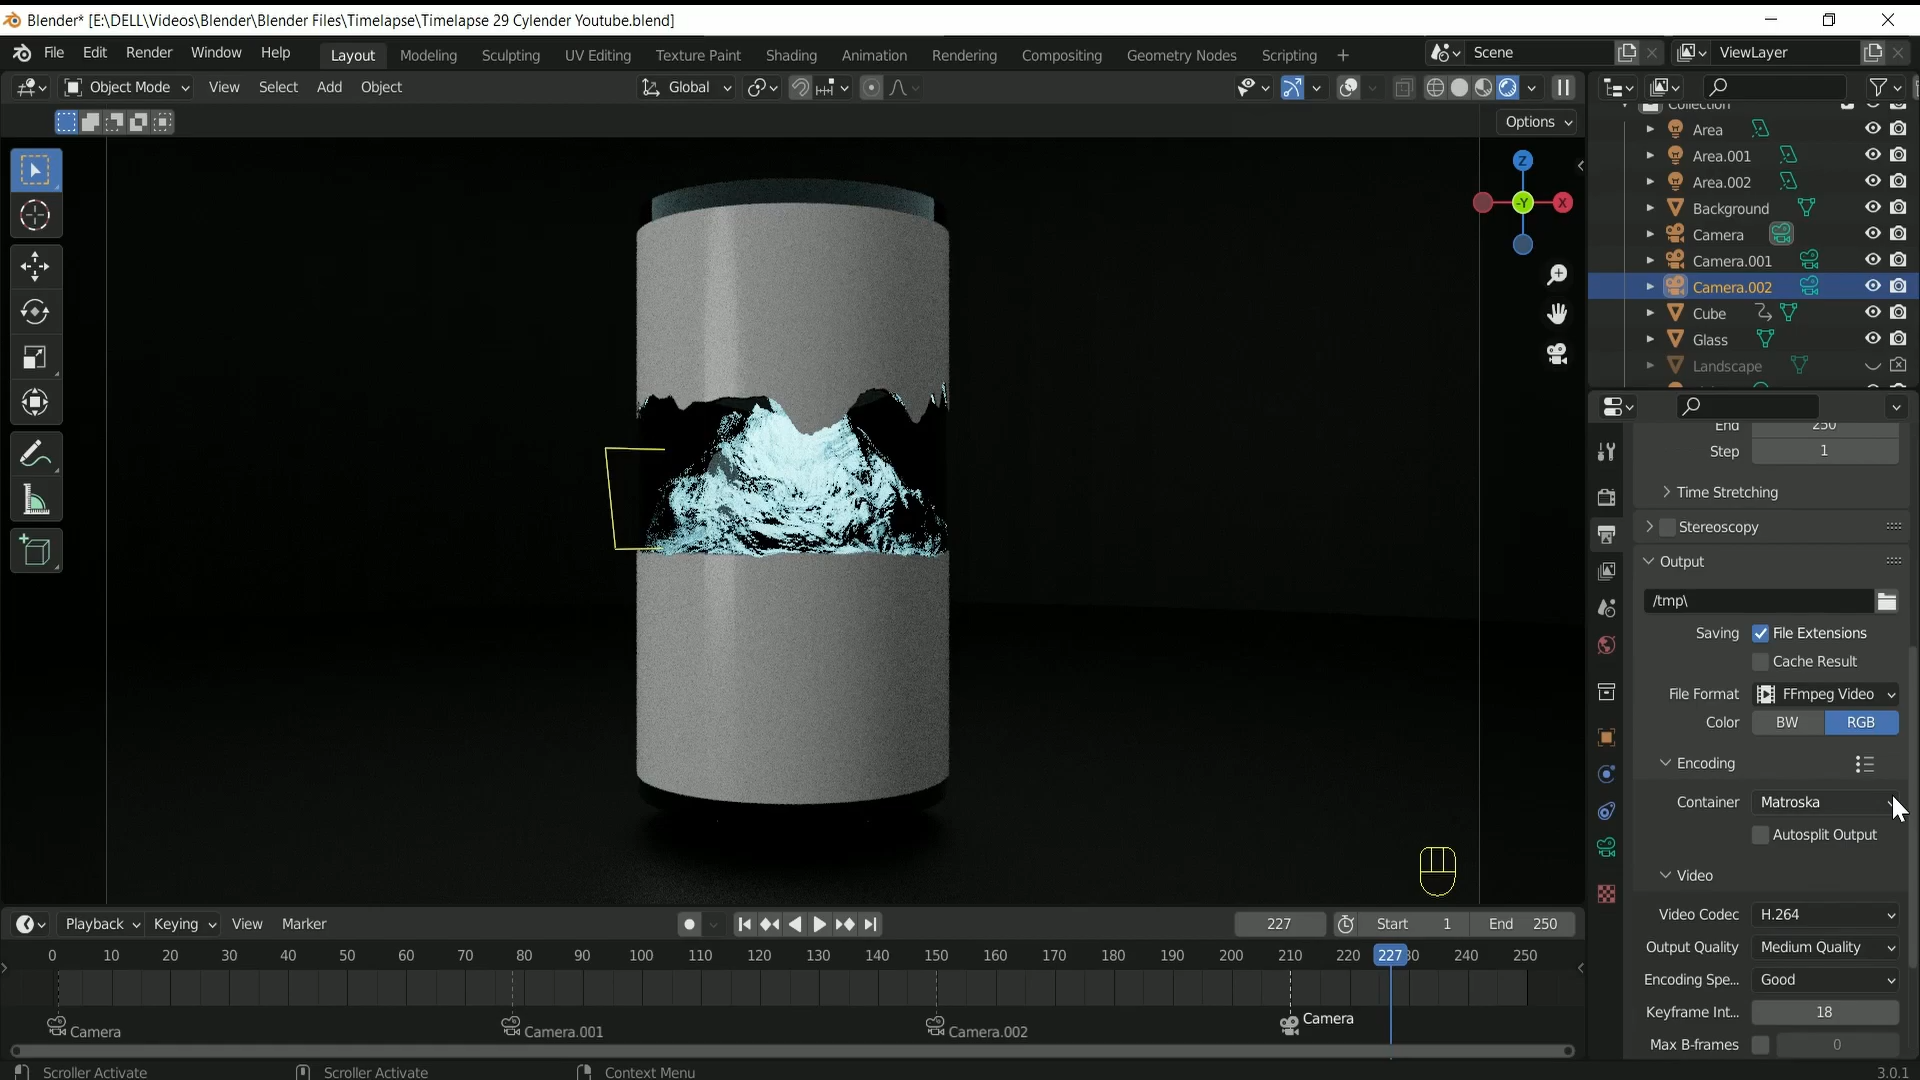 Blender* [E:\DELL\Videos\Blender\Blender Files\Timelapse\Timelapse 29 Cylender Youtube.blend]
File Edit Render Window Help Layout Modeling Sculpting UV Editing Texture Paint Shading Animation Rendering Compositing Geometry Nodes Scripting + Scene ViewLayer
Object Mode View Select Add Object Global
Options
Collection
Area
Area.001
Area.002
Background
Camera
Camera.001
Camera.002
Cube
Glass
Landscape
Z
-Y X
End 250
Step 1
Time Stretching
Stereoscopy
Output
/tmp\
Saving File Extensions
Cache Result
File Format FFmpeg Video
Color BW RGB
Encoding
Container Matroska
Autosplit Output
Video
Video Codec H.264
Output Quality Medium Quality
Encoding Spe... Good
Keyframe Int... 18
Max B-frames 0
Playback Keying View Marker 227 Start 1 End 250
0 10 20 30 40 50 60 70 80 90 100 110 120 130 140 150 160 170 180 190 200 210 220 227 30 240 250
Camera Camera.001 Camera.002 Camera
Scroller Activate Scroller Activate Context Menu 3.0.1